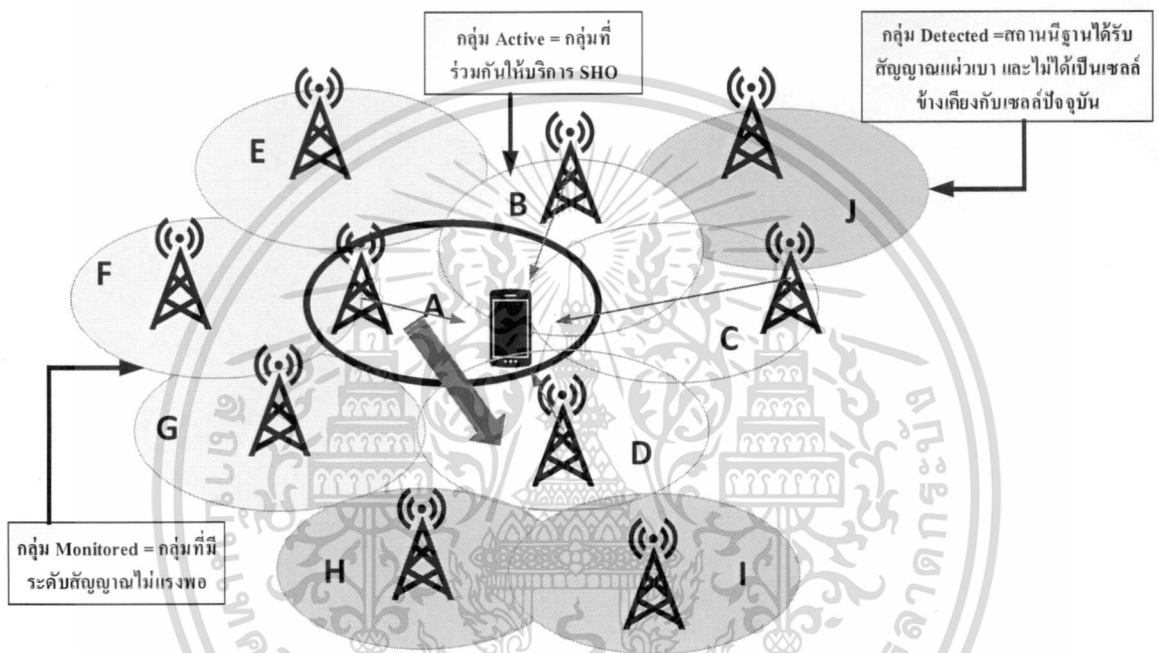 กลุ่ม Active = กลุ่มที่
ร่วมกันให้บริการ SHO
กลุ่ม Detected =สถานนีฐานได้รับ
สัญญาณแผ่วเบา และไม่ได้เป็นเซลล์
ข้างเคียงกับเซลล์ปัจจุบัน
E
B
J
F
A
C
G
D
กลุ่ม Monitored = กลุ่มที่มี
ระดับสัญญาณไม่แรงพอ
H
I